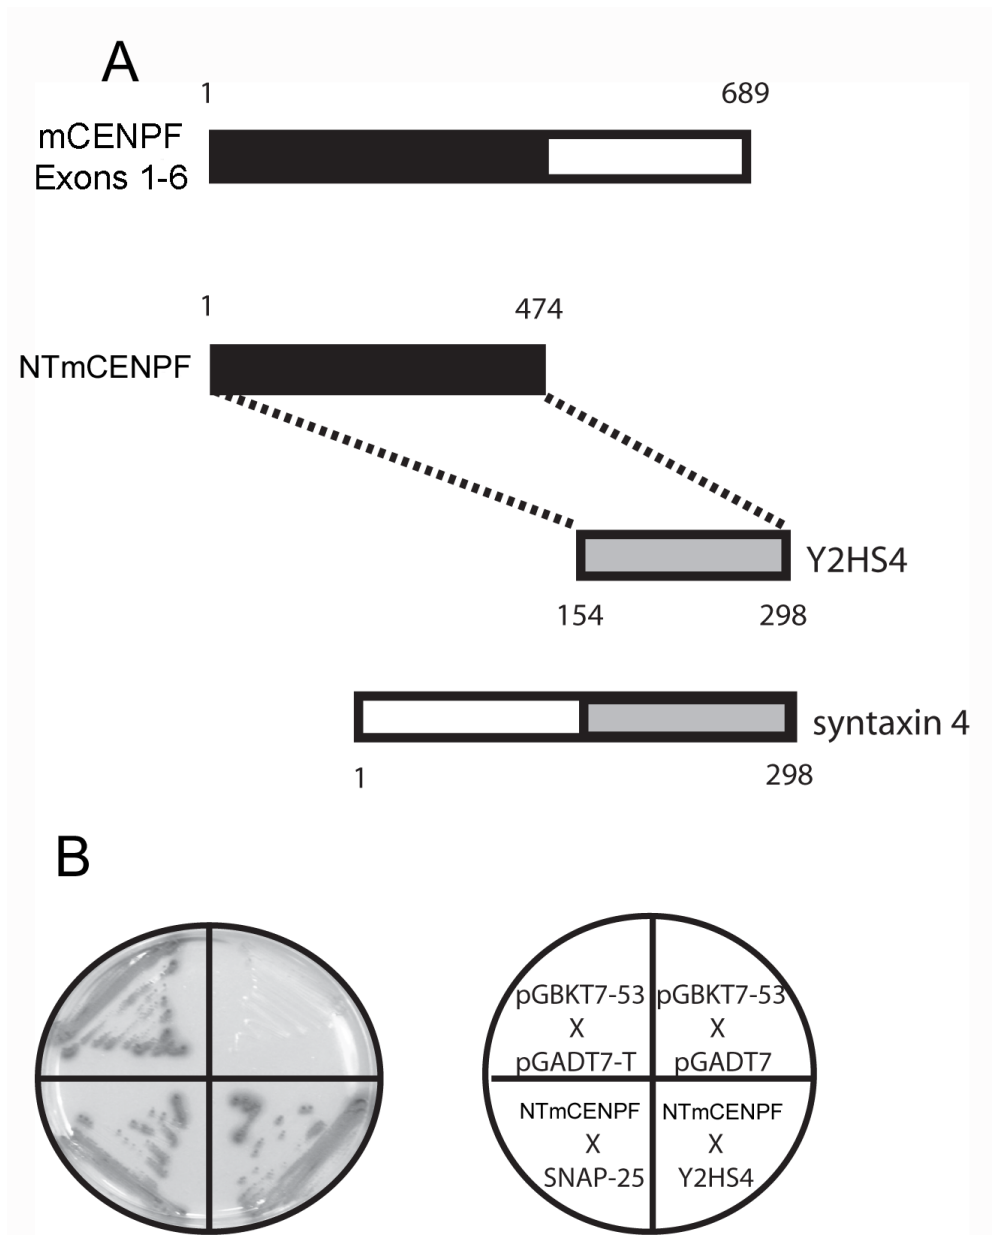 A
1 689
mCENPF
Exons 1-6
1 474
NTmCENPF
Y2HS4
154 298
syntaxin 4
1 298
B
pGBKT7-53 pGBKT7-53
X X
pGADT7-T pGADT7
NTmCENPF NTmCENPF
X X
SNAP-25 Y2HS4